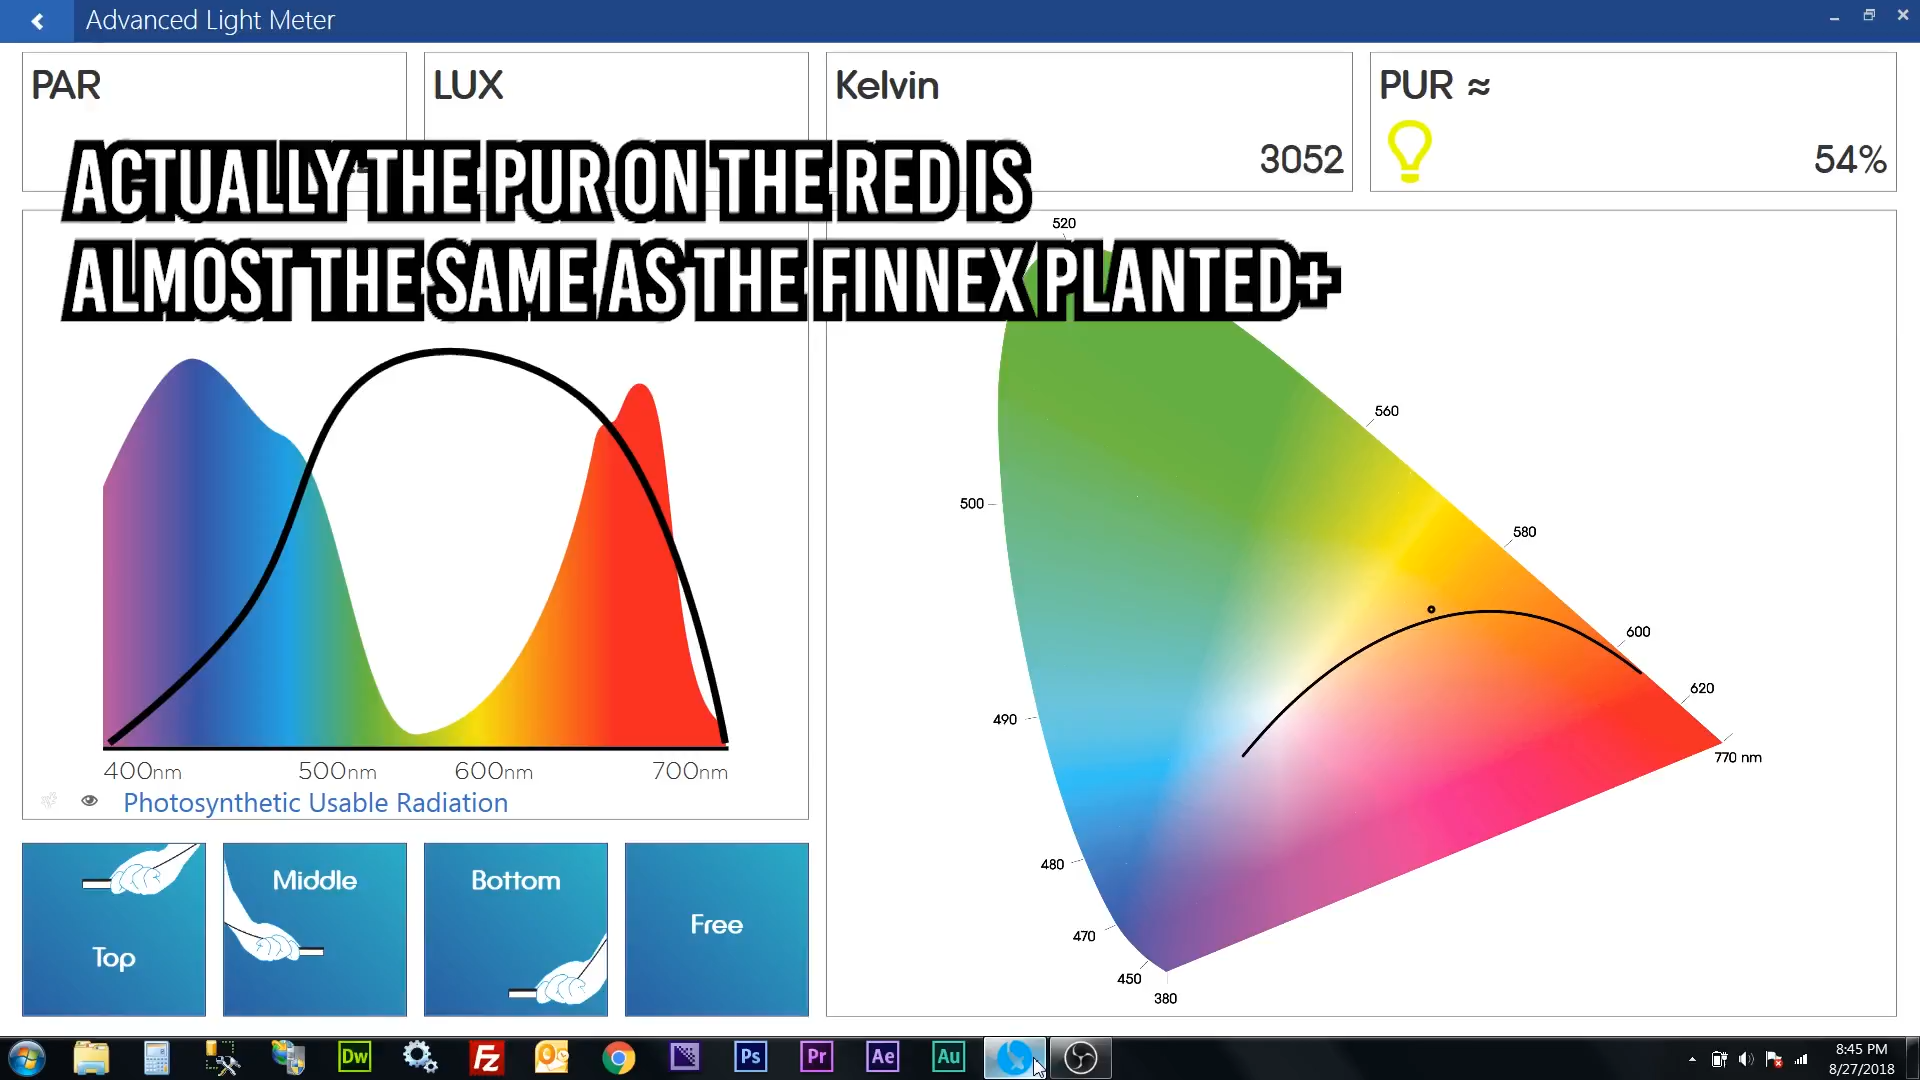 Advanced Light Meter
PAR
LUX
Kelvin
3052
PUR ≈
54%
ACTUALLY THE PUR ON THE RED IS
ALMOST THE SAME AS THE FINNEX PLANTED+
400nm 500nm 600nm 700nm
Photosynthetic Usable Radiation
520
560
500
580
600
620
490
770 nm
480
470
450
380
Top
Middle
Bottom
Free
Dw
Fz
Ps
Pr
Ae
Au
8:45 PM
8/27/2018